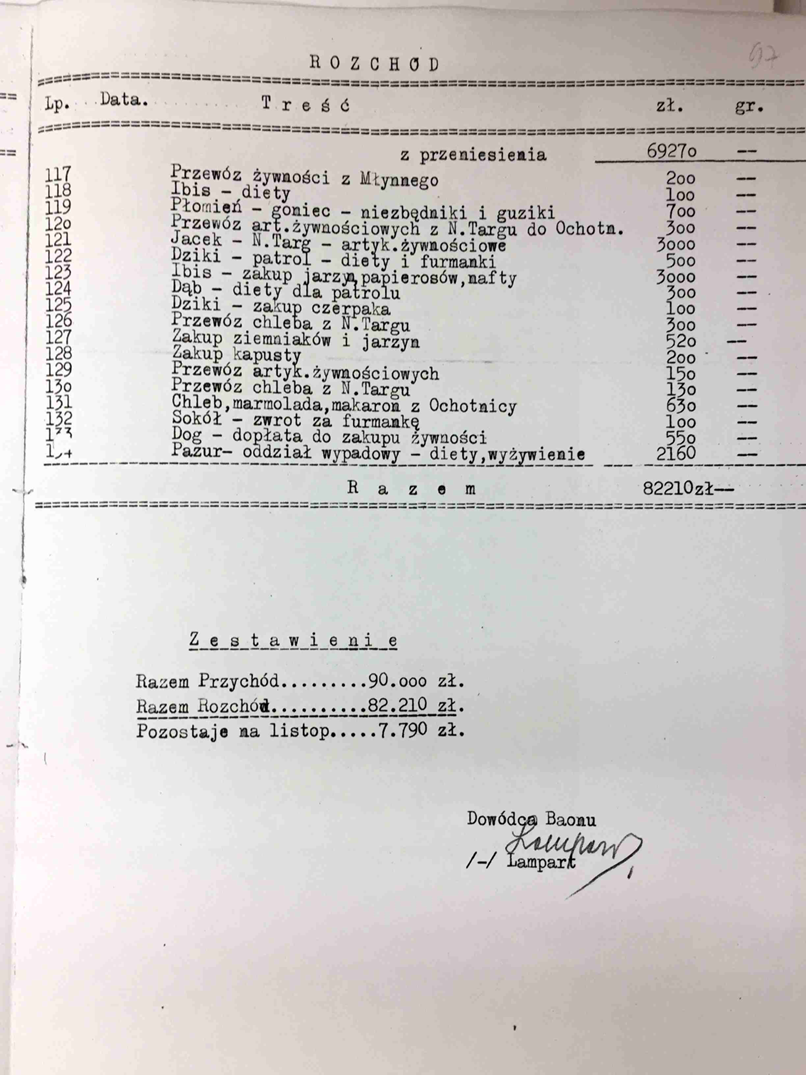 97
R O Z C H Ó D
Lp. Data. T r e ś ć zł. gr.
z przeniesienia 69270 —
117 Przewóz żywności z Młynnego 200 —
118 Ibis - diety 100 —
119 Płomień - goniec - niezbędniki i guziki 700 —
120 Przewóz art.żywnościowych z N.Targu do Ochotn. 300 —
121 Jacek - N.Targ - artyk.żywnościowe 3000 —
122 Dziki - patrol - diety i furmanki 500 —
123 Ibis - zakup jarzyn,papierosów,nafty 3000 —
124 Dąb - diety dla patrolu 300 —
125 Dziki - zakup czerpaka 100 —
126 Przewóz chleba z N.Targu 300 —
127 Zakup ziemniaków i jarzyn 520 —
128 Zakup kapusty 200 —
129 Przewóz artyk.żywnościowych 150 —
130 Przewóz chleba z N.Targu 130 —
131 Chleb,marmolada,makaron z Ochotnicy 630 —
132 Sokół - zwrot za furmankę 100 —
133 Dog - dopłata do zakupu żywności 550 —
134 Pazur- oddział wypadowy - diety,wyżywienie 2160 —
R a z e m 82210zł—
Z e s t a w i e n i e
Razem Przychód.........90.000 zł.
Razem Rozchód..........82.210 zł.
Pozostaje na listop.....7.790 zł.
Dowódca Baonu
Lampart
/-/ Lampart